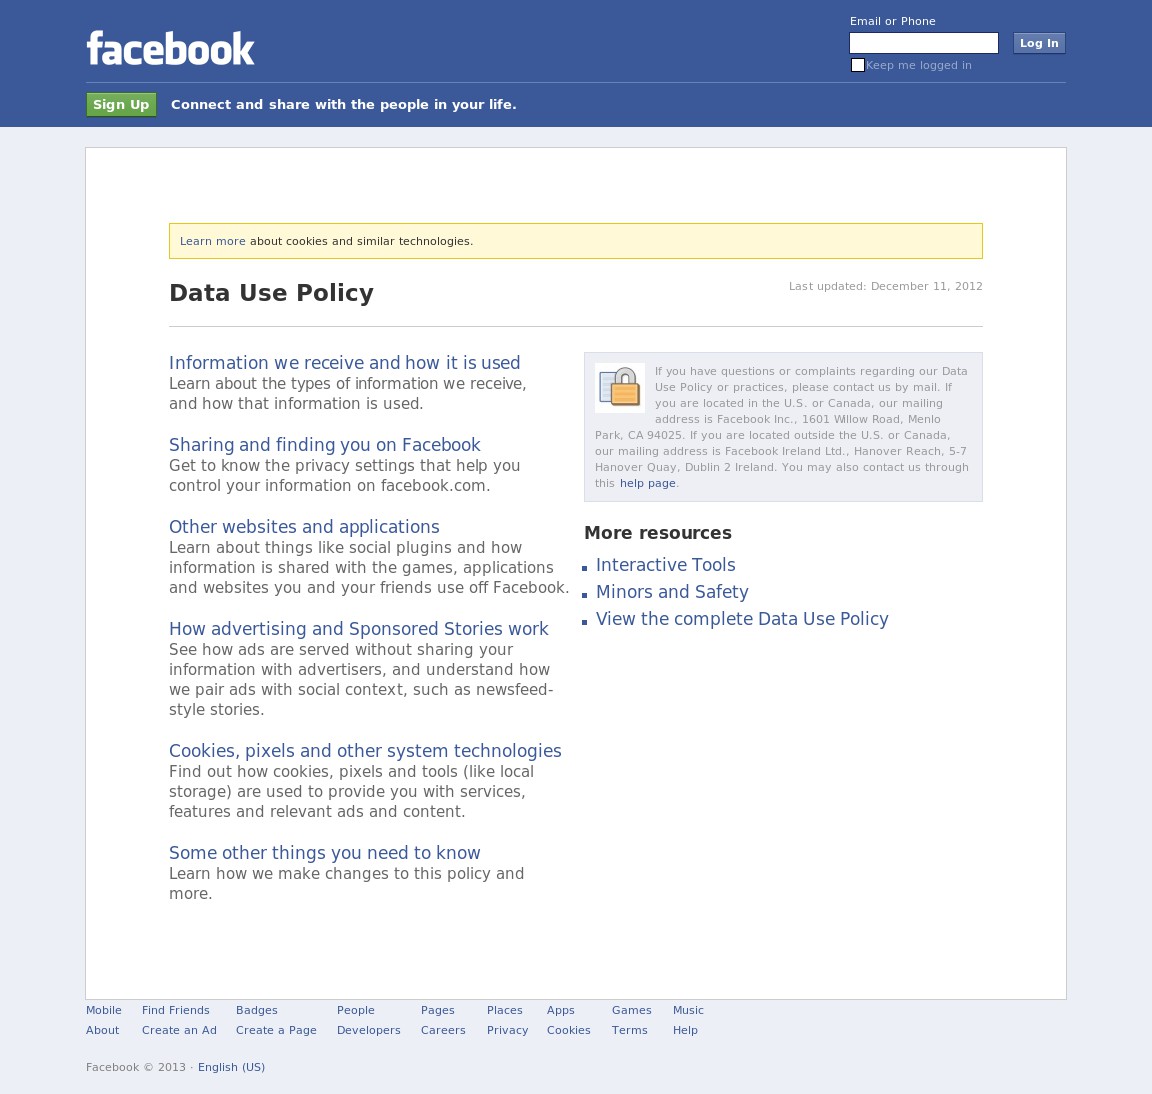 facebook
Email or Phone
Log In
Keep me logged in
Sign Up
Connect and share with the people in your life.
Learn more about cookies and similar technologies.
Data Use Policy
Last updated: December 11, 2012
Information we receive and how it is used
Learn about the types of information we receive,
and how that information is used.
Sharing and finding you on Facebook
Get to know the privacy settings that help you
control your information on facebook.com.
Other websites and applications
Learn about things like social plugins and how
information is shared with the games, applications
and websites you and your friends use off Facebook.
How advertising and Sponsored Stories work
See how ads are served without sharing your
information with advertisers, and understand how
we pair ads with social context, such as newsfeed-
style stories.
Cookies, pixels and other system technologies
Find out how cookies, pixels and tools (like local
storage) are used to provide you with services,
features and relevant ads and content.
Some other things you need to know
Learn how we make changes to this policy and
more.
If you have questions or complaints regarding our Data
Use Policy or practices, please contact us by mail. If
you are located in the U.S. or Canada, our mailing
address is Facebook Inc., 1601 Willow Road, Menlo
Park, CA 94025. If you are located outside the U.S. or Canada,
our mailing address is Facebook Ireland Ltd., Hanover Reach, 5-7
Hanover Quay, Dublin 2 Ireland. You may also contact us through
this help page.
More resources
Interactive Tools
Minors and Safety
View the complete Data Use Policy
Mobile Find Friends Badges People Pages Places Apps Games Music
About Create an Ad Create a Page Developers Careers Privacy Cookies Terms Help
Facebook © 2013 · English (US)